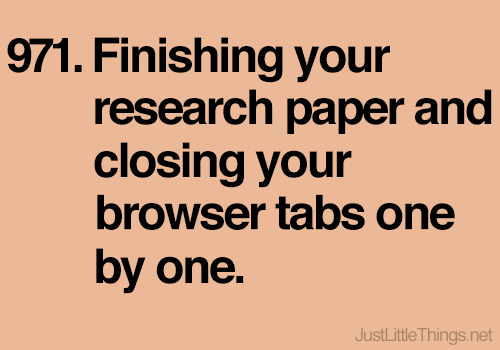 971. Finishing your
research paper and
closing your
browser tabs one
by one.
JustLittleThings.net